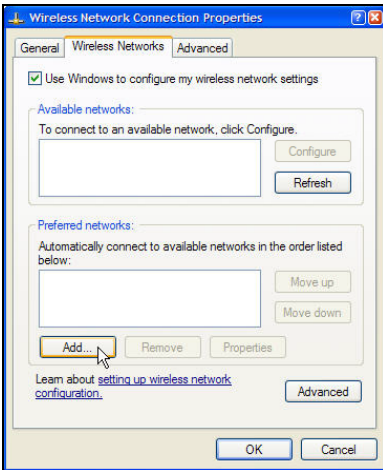 Wireless Network Connection Properties
General Wireless Networks Advanced
Use Windows to configure my wireless network settings
Available networks:
To connect to an available network, click Configure.
Configure
Refresh
Preferred networks:
Automatically connect to available networks in the order listed
below:
Move up
Move down
Add... Remove Properties
Learn about setting up wireless network
configuration.
Advanced
OK Cancel